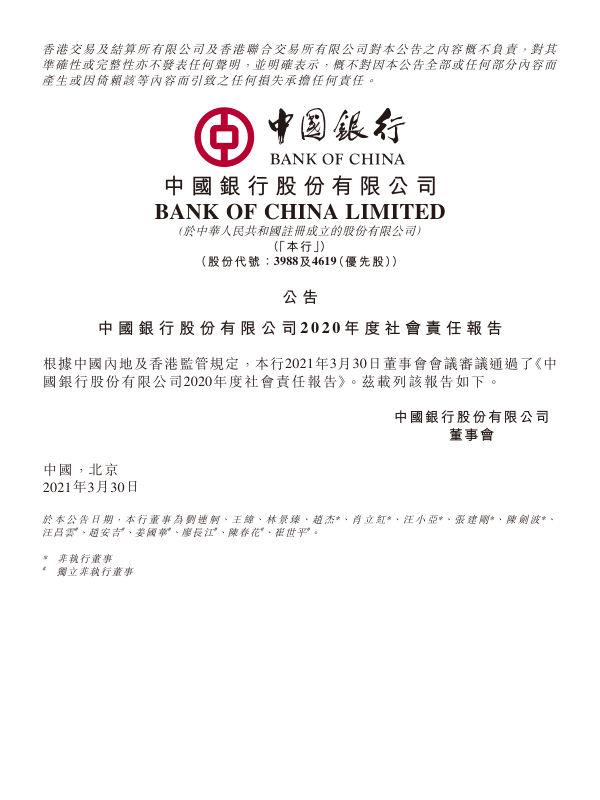 香港交易及結算所有限公司及香港聯合交易所有限公司對本公告之內容概不負責，對其
準確性或完整性亦不發表任何聲明，並明確表示，概不對因本公告全部或任何部分內容而
產生或因倚賴該等內容而引致之任何損失承擔任何責任。
中國銀行
BANK OF CHINA
中國銀行股份有限公司
BANK OF CHINA LIMITED
(於中華人民共和國註冊成立的股份有限公司)
(「本行」)
(股份代號：3988及4619(優先股))
公告
中國銀行股份有限公司2020年度社會責任報告
根據中國內地及香港監管規定，本行2021年3月30日董事會會議審議通過了《中
國銀行股份有限公司2020年度社會責任報告》。茲載列該報告如下。
中國銀行股份有限公司
董事會
中國，北京
2021年3月30日
於本公告日期，本行董事為劉連舸、王緯、林景臻、趙杰*、肖立紅*、汪小亞*、張建剛*、陳劍波*、
汪昌雲#、趙安吉#、姜國華#、廖長江#、陳春花#、崔世平#。
* 非執行董事
# 獨立非執行董事